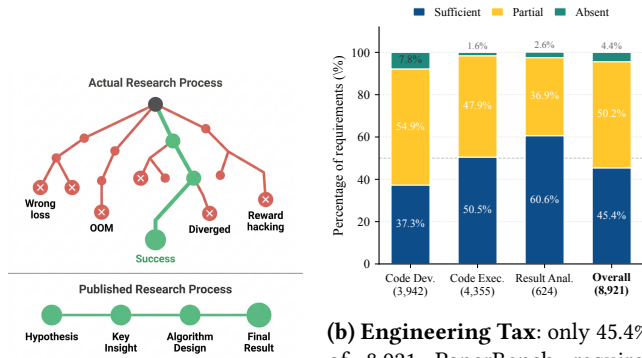 Actual Research Process
Wrong
loss
OOM
Diverged
Reward
hacking
Success
Published Research Process
Hypothesis
Key
Insight
Algorithm
Design
Final
Result
Sufficient Partial Absent
Percentage of requirements (\%)
100
80
60
40
20
0
7.8% 1.6% 2.6% 4.4%
54.9% 47.9% 36.9% 50.2%
37.3% 50.5% 60.6% 45.4%
Code Dev.
(3,942)
Code Exec.
(4,355)
Result Anal.
(624)
Overall
(8,921)
(b) Engineering Tax: only 45.4%
of 8,921 PaperBench require